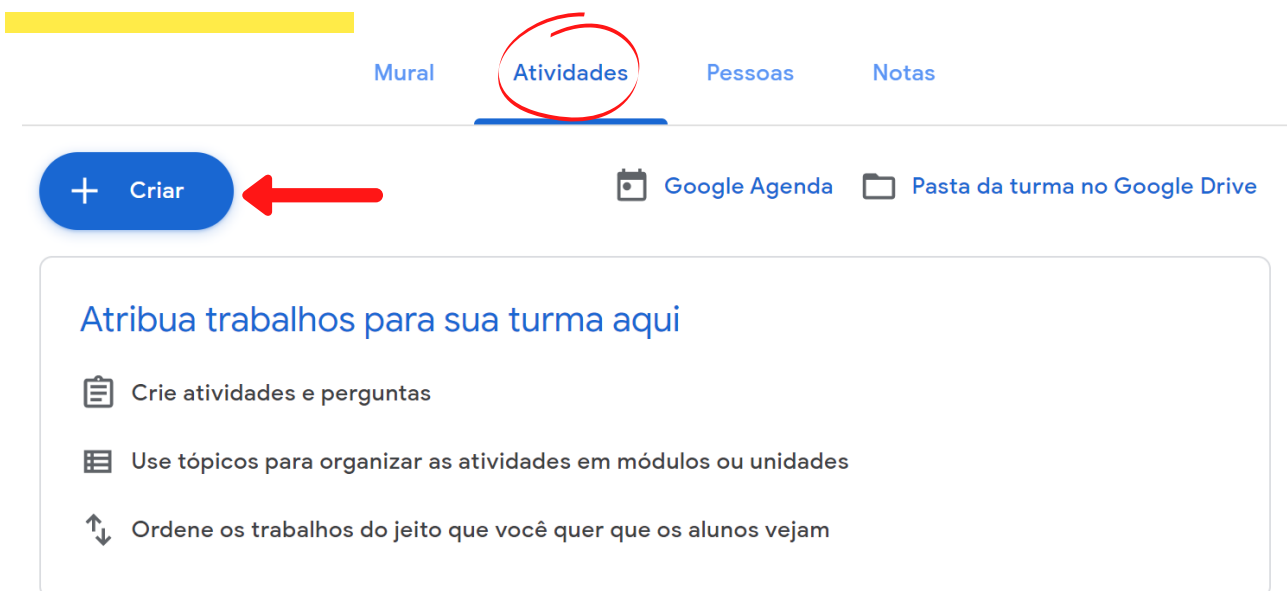 Mural Atividades Pessoas Notas
+ Criar Google Agenda Pasta da turma no Google Drive
Atribua trabalhos para sua turma aqui
Crie atividades e perguntas
Use tópicos para organizar as atividades em módulos ou unidades
Ordene os trabalhos do jeito que você quer que os alunos vejam